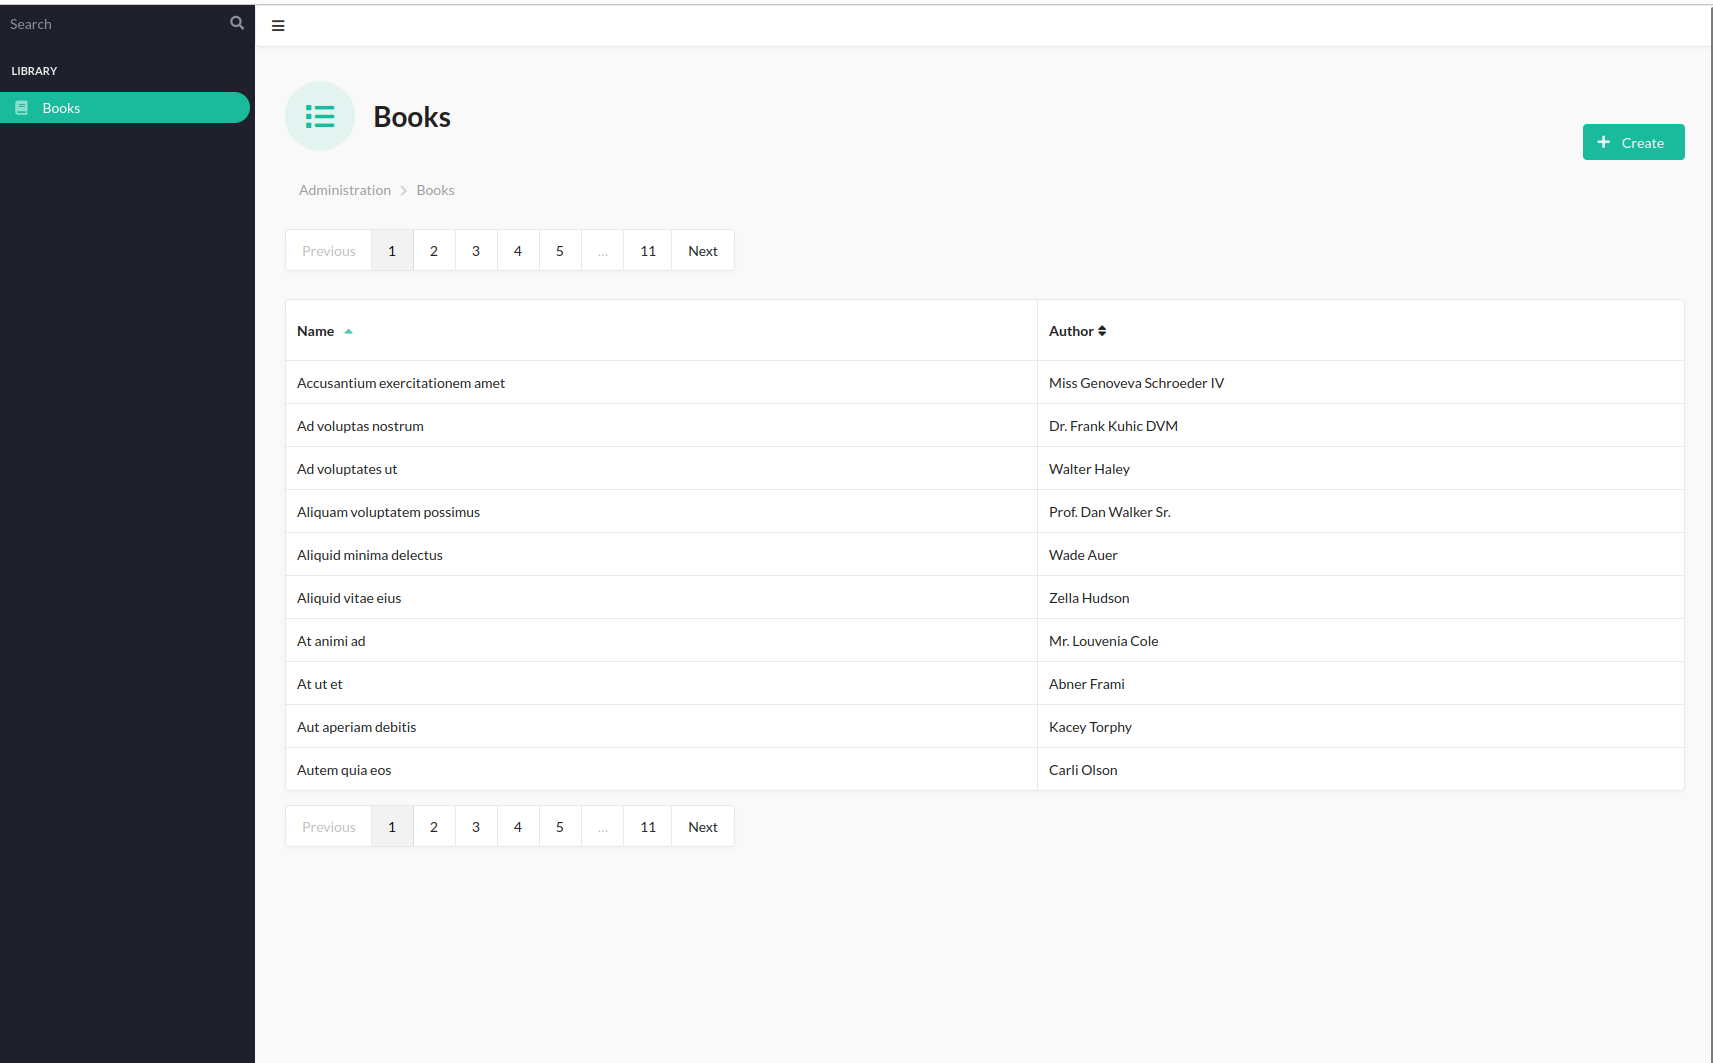 Search
LIBRARY
Books
Books
Create
Administration > Books
Previous 1 2 3 4 5 ... 11 Next
Name Author
Accusantium exercitationem amet Miss Genoveva Schroeder IV
Ad voluptas nostrum Dr. Frank Kuhic DVM
Ad voluptates ut Walter Haley
Aliquam voluptatem possimus Prof. Dan Walker Sr.
Aliquid minima delectus Wade Auer
Aliquid vitae eius Zella Hudson
At animi ad Mr. Louvenia Cole
At ut et Abner Frami
Aut aperiam debitis Kacey Torphy
Autem quia eos Carli Olson
Previous 1 2 3 4 5 ... 11 Next